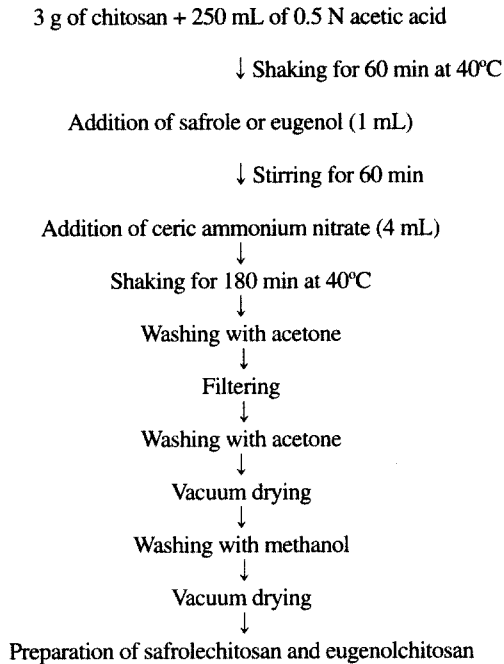 3 g of chitosan + 250 mL of 0.5 N acetic acid
↓ Shaking for 60 min at 40ºC
Addition of safrole or eugenol (1 mL)
↓ Stirring for 60 min
Addition of ceric ammonium nitrate (4 mL)
↓
Shaking for 180 min at 40ºC
↓
Washing with acetone
↓
Filtering
↓
Washing with acetone
↓
Vacuum drying
↓
Washing with methanol
↓
Vacuum drying
↓
Preparation of safrolechitosan and eugenolchitosan